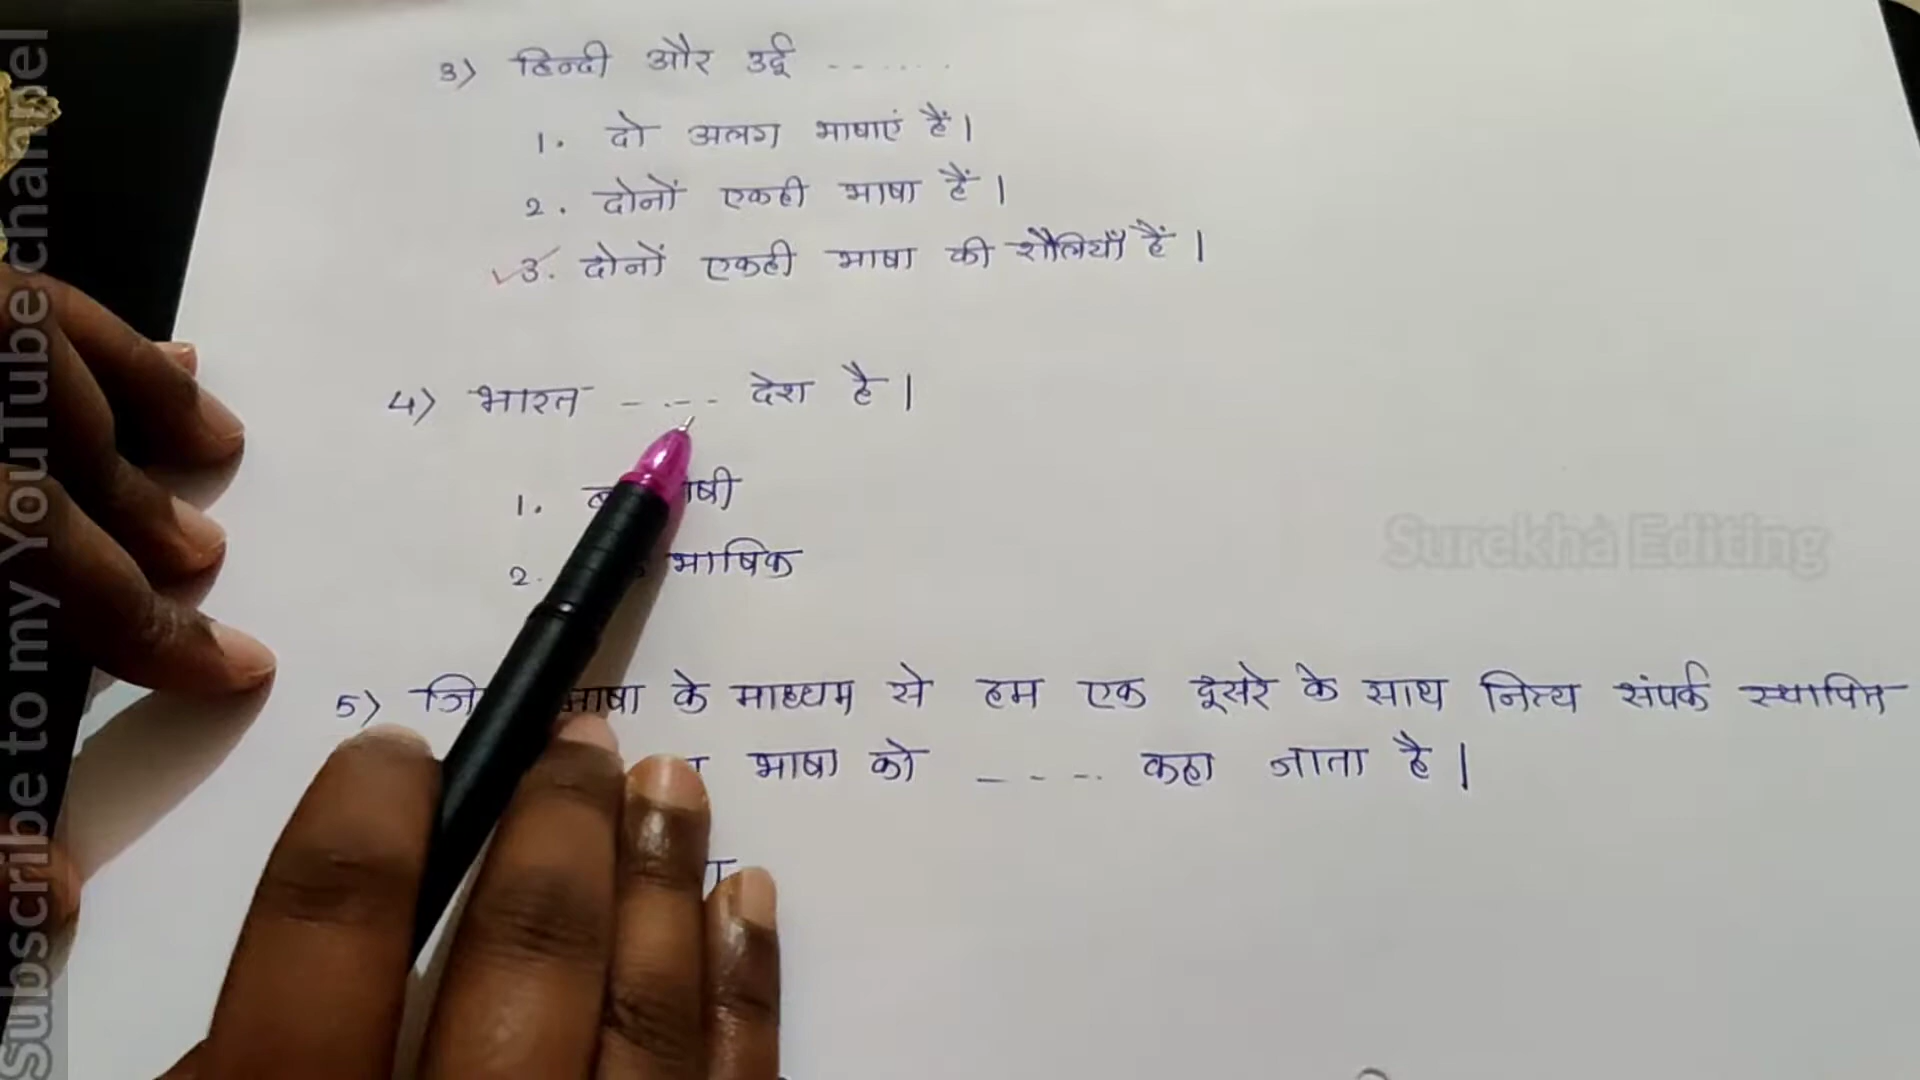 3) हिन्दी और उर्दू ------
1. दो अलग भाषाएं हैं।
2. दोनों एकही भाषा हैं।
3. दोनों एकही भाषा की शैलियाँ हैं।
4) भारत ---- देश है।
1.
2. भाषिक
5) भाषा के माध्यम से हम एक दूसरे के साथ नित्य संपर्क स्थापित
भाषा को ---- कहा जाता है।
Surekha Editing
Subscribe to my YouTube channel